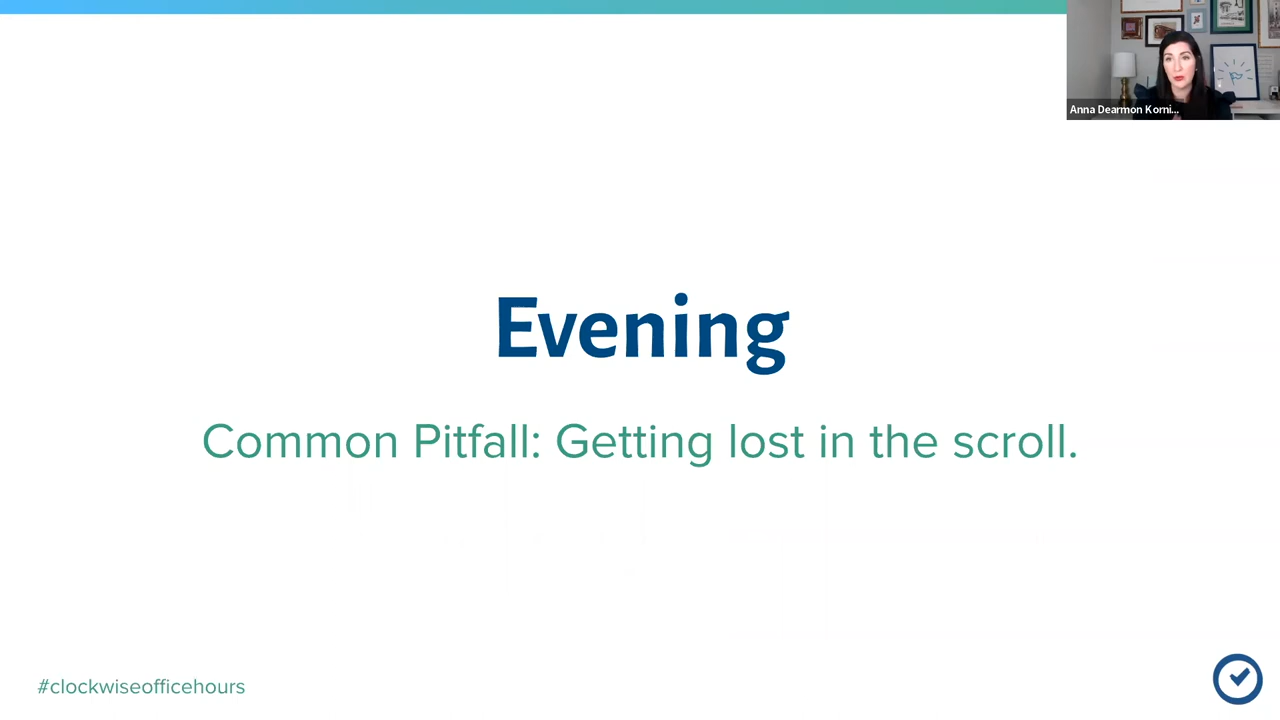 Anna Dearmon Korni...
Evening
Common Pitfall: Getting lost in the scroll.
#clockwiseofficehours